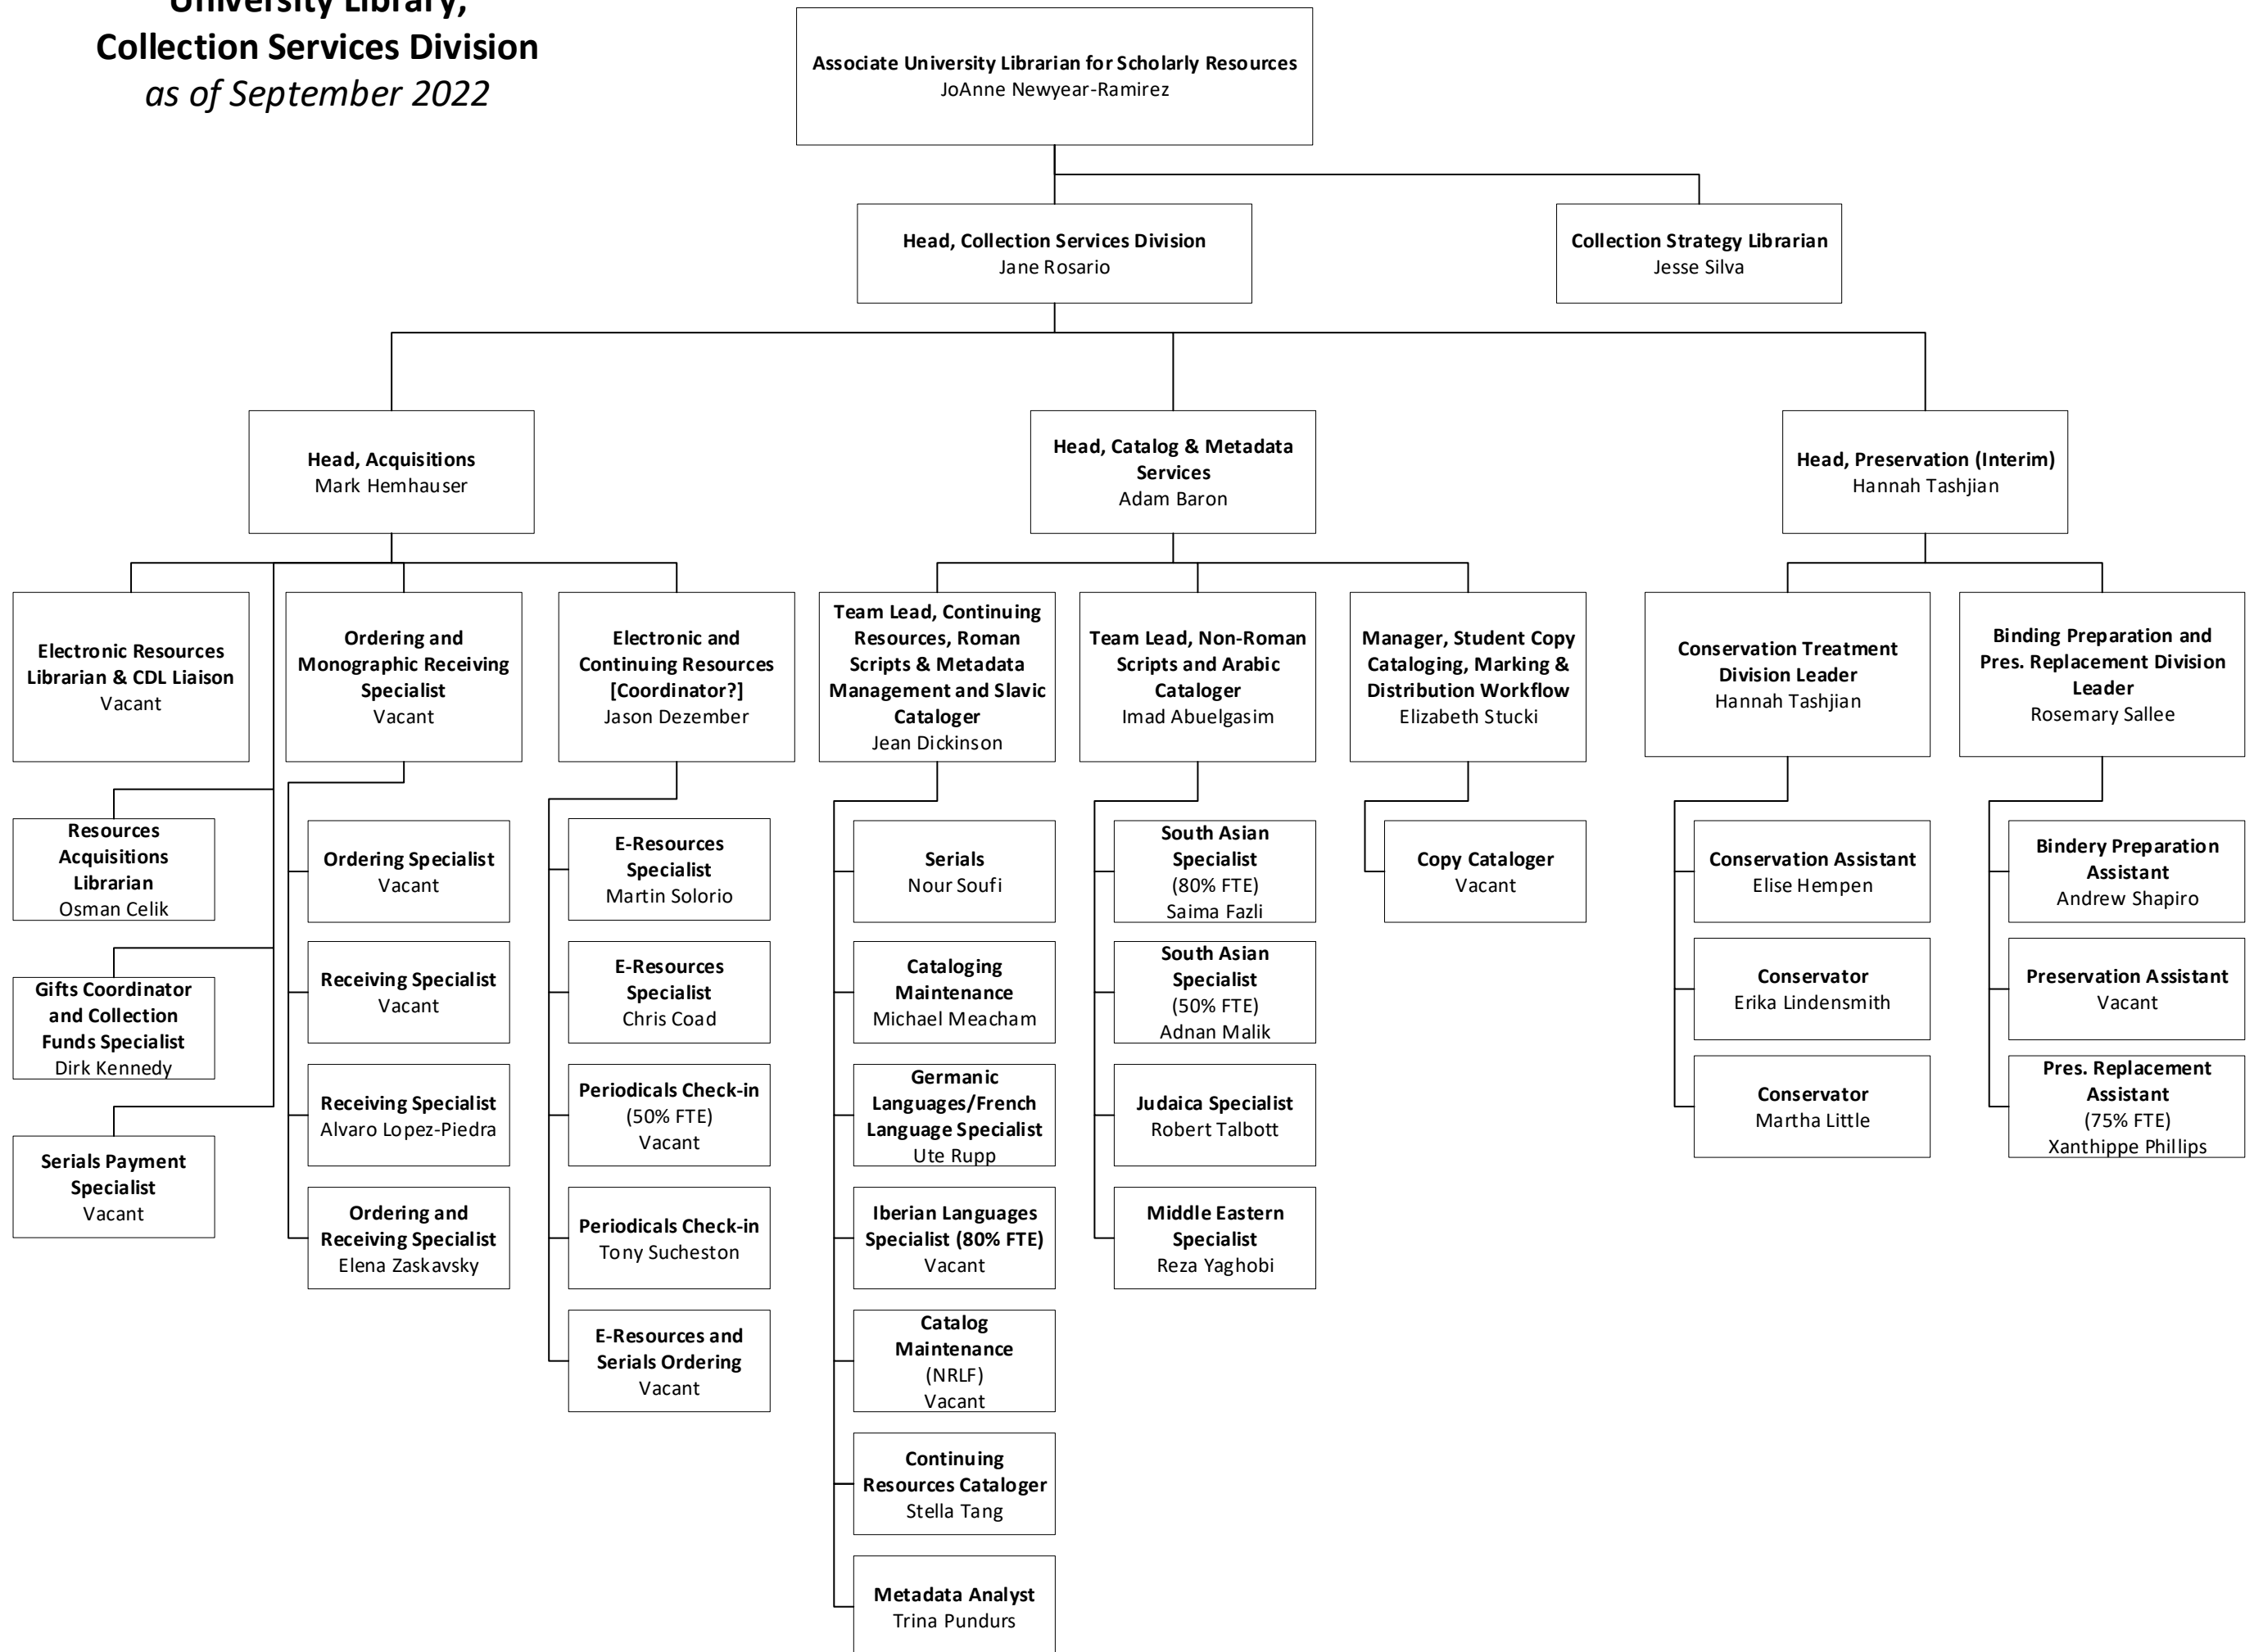 University Library,
Collection Services Division
as of September 2022
Associate University Librarian for Scholarly Resources
JoAnne Newyear-Ramirez
Head, Collection Services Division
Jane Rosario
Collection Strategy Librarian
Jesse Silva
Head, Acquisitions
Mark Hemhauser
Head, Catalog & Metadata
Services
Adam Baron
Head, Preservation (Interim)
Hannah Tashjian
Electronic Resources
Librarian & CDL Liaison
Vacant
Ordering and
Monographic Receiving
Specialist
Vacant
Electronic and
Continuing Resources
[Coordinator?]
Jason Dezember
Team Lead, Continuing
Resources, Roman
Scripts & Metadata
Management and Slavic
Cataloger
Jean Dickinson
Team Lead, Non-Roman
Scripts and Arabic
Cataloger
Imad Abuelgasim
Manager, Student Copy
Cataloging, Marking &
Distribution Workflow
Elizabeth Stucki
Conservation Treatment
Division Leader
Hannah Tashjian
Binding Preparation and
Pres. Replacement Division
Leader
Rosemary Sallee
Resources
Acquisitions
Librarian
Osman Celik
Gifts Coordinator
and Collection
Funds Specialist
Dirk Kennedy
Serials Payment
Specialist
Vacant
Ordering Specialist
Vacant
Receiving Specialist
Vacant
Receiving Specialist
Alvaro Lopez-Piedra
Ordering and
Receiving Specialist
Elena Zaskavsky
E-Resources
Specialist
Martin Solorio
E-Resources
Specialist
Chris Coad
Periodicals Check-in
(50% FTE)
Vacant
Periodicals Check-in
Tony Sucheston
E-Resources and
Serials Ordering
Vacant
Serials
Nour Soufi
Cataloging
Maintenance
Michael Meacham
Germanic
Languages/French
Language Specialist
Ute Rupp
Iberian Languages
Specialist (80% FTE)
Vacant
Catalog
Maintenance
(NRLF)
Vacant
Continuing
Resources Cataloger
Stella Tang
Metadata Analyst
Trina Pundurs
South Asian
Specialist
(80% FTE)
Saima Fazli
South Asian
Specialist
(50% FTE)
Adnan Malik
Judaica Specialist
Robert Talbott
Middle Eastern
Specialist
Reza Yaghobi
Copy Cataloger
Vacant
Conservation Assistant
Elise Hempen
Conservator
Erika Lindensmith
Conservator
Martha Little
Bindery Preparation
Assistant
Andrew Shapiro
Preservation Assistant
Vacant
Pres. Replacement
Assistant
(75% FTE)
Xanthippe Phillips